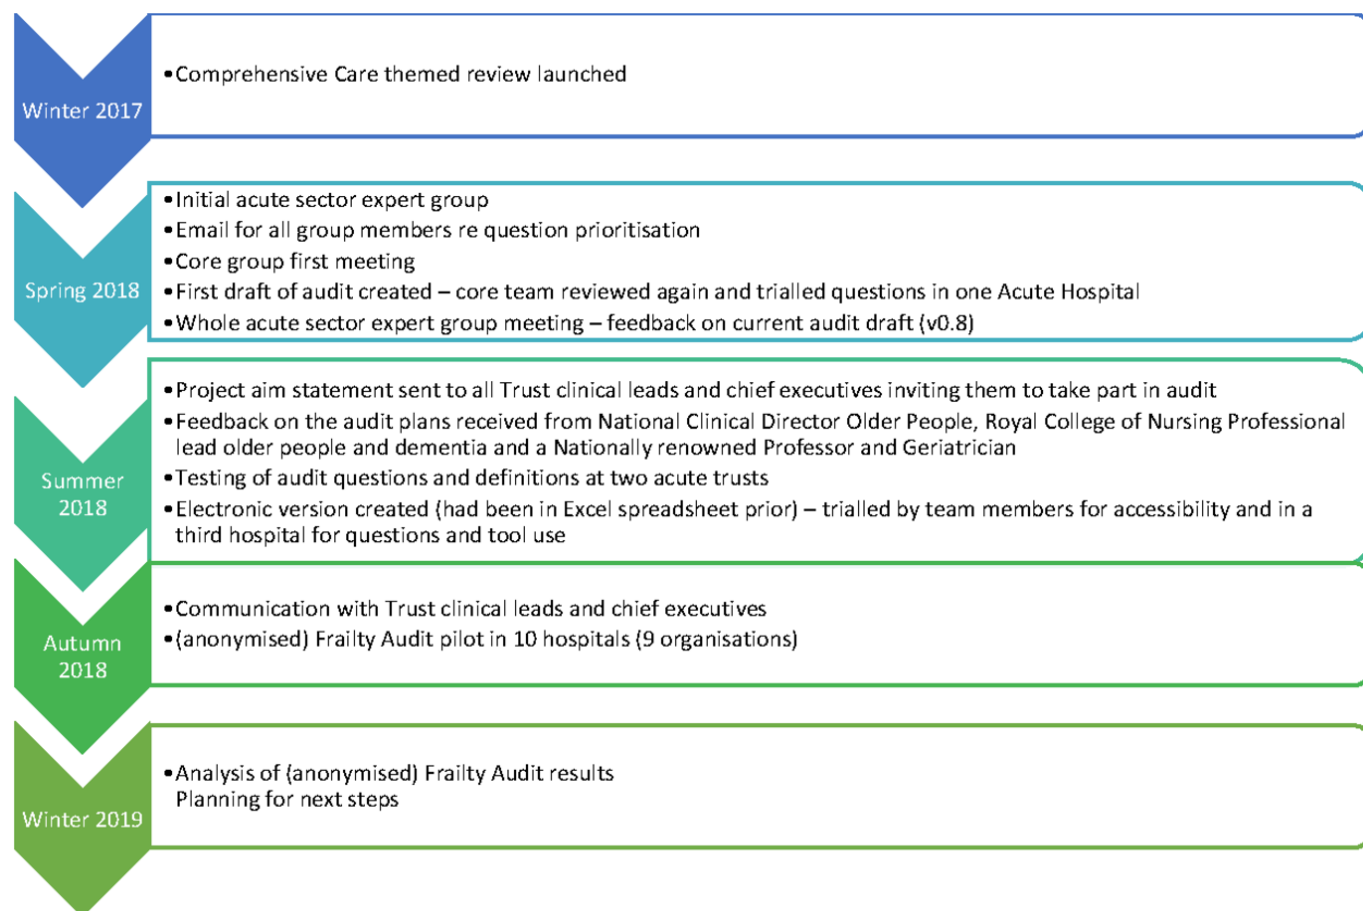 Winter 2017
•Comprehensive Care themed review launched
Spring 2018
•Initial acute sector expert group
•Email for all group members re question prioritisation
•Core group first meeting
•First draft of audit created – core team reviewed again and trialled questions in one Acute Hospital
•Whole acute sector expert group meeting – feedback on current audit draft (v0.8)
Summer
2018
•Project aim statement sent to all Trust clinical leads and chief executives inviting them to take part in audit
•Feedback on the audit plans received from National Clinical Director Older People, Royal College of Nursing Professional
lead older people and dementia and a Nationally renowned Professor and Geriatrician
•Testing of audit questions and definitions at two acute trusts
•Electronic version created (had been in Excel spreadsheet prior) – trialled by team members for accessibility and in a
third hospital for questions and tool use
Autumn
2018
•Communication with Trust clinical leads and chief executives
•(anonymised) Frailty Audit pilot in 10 hospitals (9 organisations)
Winter 2019
•Analysis of (anonymised) Frailty Audit results
Planning for next steps